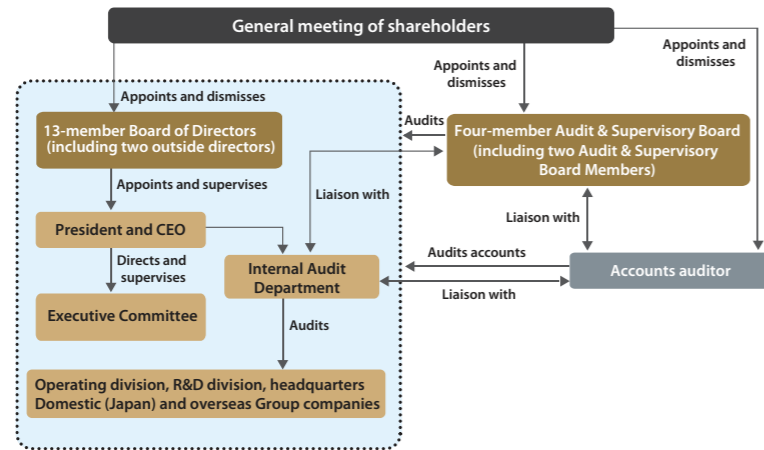 General meeting of shareholders
Appoints and
dismisses
Appoints and
dismisses
Appoints and dismisses
13-member Board of Directors
(including two outside directors)
Audits
Four-member Audit & Supervisory Board
(including two Audit & Supervisory
Board Members)
Appoints and supervises
Liaison with
Liaison with
President and CEO
Directs and
supervises
Internal Audit
Department
Audits accounts
Accounts auditor
Liaison with
Executive Committee
Audits
Operating division, R&D division, headquarters
Domestic (Japan) and overseas Group companies